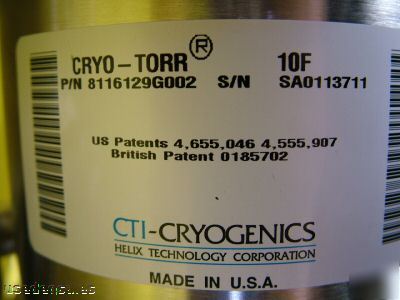 CRYO-TORR® 10F
P/N 8116129G002 S/N SA0113711
US Patents 4,655,046 4,555,907
British Patent 0185702
CTI-CRYOGENICS
HELIX TECHNOLOGY CORPORATION
MADE IN U.S.A.